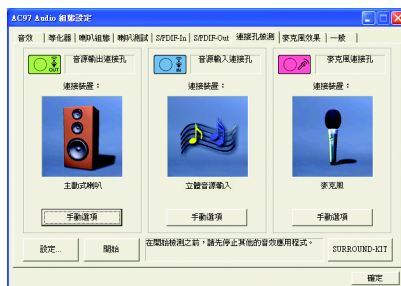 AC97 Audio 組態設定
音效 等化器 喇叭組態 喇叭測試 S/PDIF-In S/PDIF-Out 連接孔檢測 麥克風效果 一般
OUT 音源輸出連接孔 IN 音源輸入連接孔 麥克風連接孔
連接裝置： 連接裝置： 連接裝置：
主動式喇叭 立體音源輸入 麥克風
手動選項 手動選項 手動選項
設定... 開始 在開始檢測之前，請先停止其他的音效應用程式。 SURROUND-KIT
確定